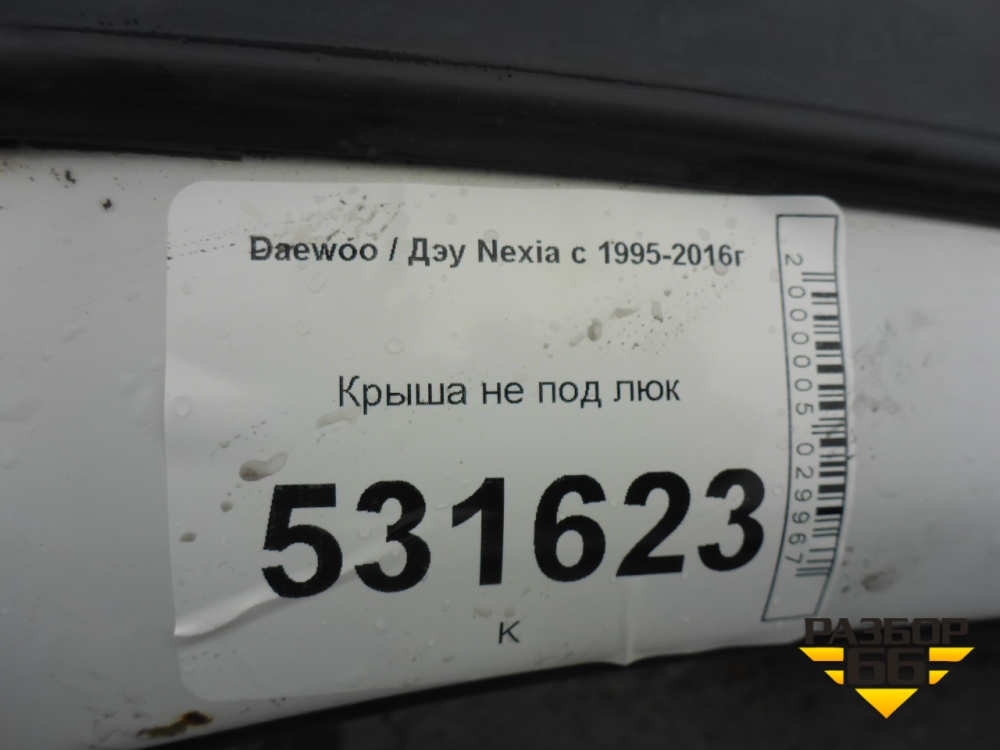 Daewoo / Дэу Nexia с 1995-2016г
Крыша не под люк
531623
К
2000005029967
РАЗБОР
66